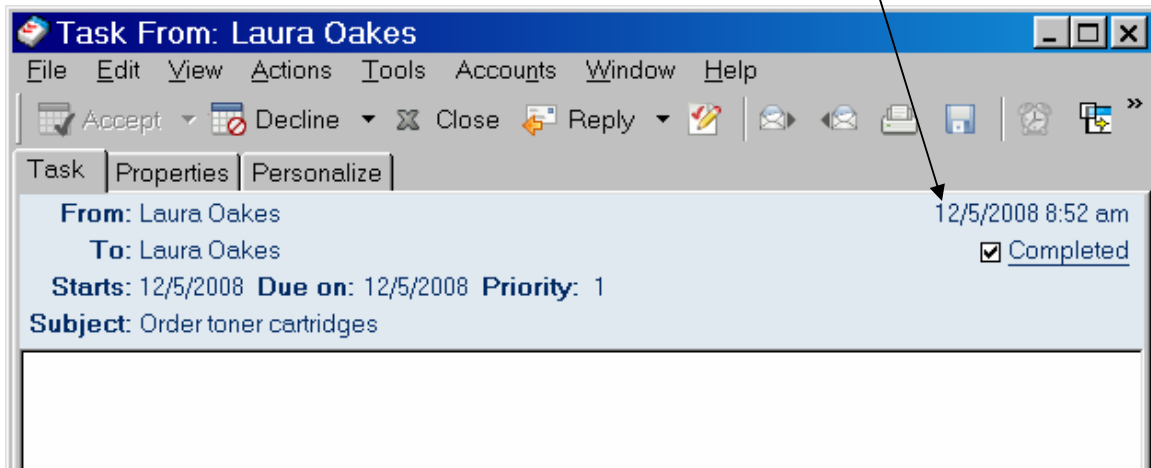 Task From: Laura Oakes
File Edit View Actions Tools Accounts Window Help
Accept Decline Close Reply »
Task Properties Personalize
From: Laura Oakes 12/5/2008 8:52 am
To: Laura Oakes Completed
Starts: 12/5/2008 Due on: 12/5/2008 Priority: 1
Subject: Order toner cartridges